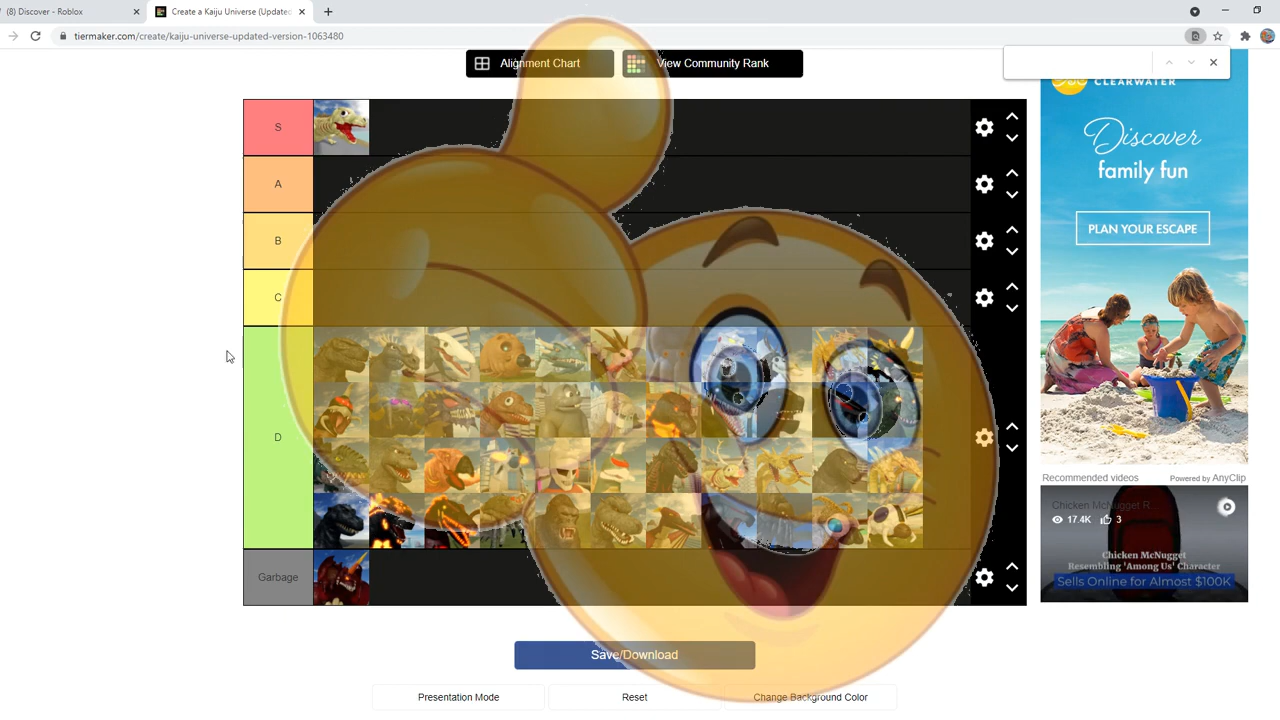 (8) Discover - Roblox
Create a Kaiju Universe (Updated
tiermaker.com/create/kaiju-universe-updated-version-1063480
Alignment Chart
View Community Rank
S
A
B
C
D
Garbage
CLEARWATER
Discover
family fun
PLAN YOUR ESCAPE
Recommended videos
Powered by AnyClip
Chicken McNugget R...
17.4K
3
Chicken McNugget
Resembling 'Among Us' Character
Sells Online for Almost $100K
Save/Download
Presentation Mode
Reset
Change Background Color